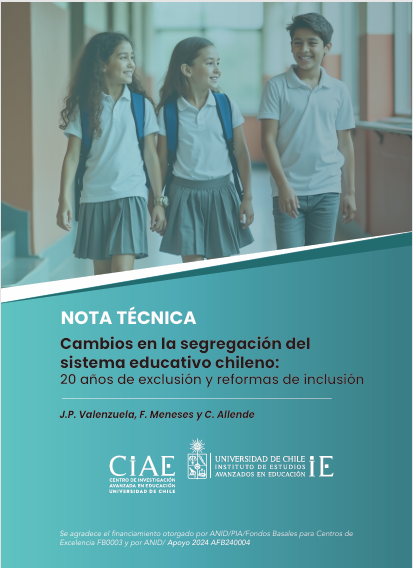 NOTA TÉCNICA
Cambios en la segregación del
sistema educativo chileno:
20 años de exclusión y reformas de inclusión
J.P. Valenzuela, F. Meneses y C. Allende
CIAE
CENTRO DE INVESTIGACIÓN
AVANZADA EN EDUCACIÓN
UNIVERSIDAD DE CHILE
UNIVERSIDAD DE CHILE
INSTITUTO DE ESTUDIOS
AVANZADOS EN EDUCACIÓN
iE
Se agradece el financiamiento otorgado por ANID/PIA/Fondos Basales para Centros de
Excelencia FB0003 y por ANID/ Apoyo 2024 AFB240004